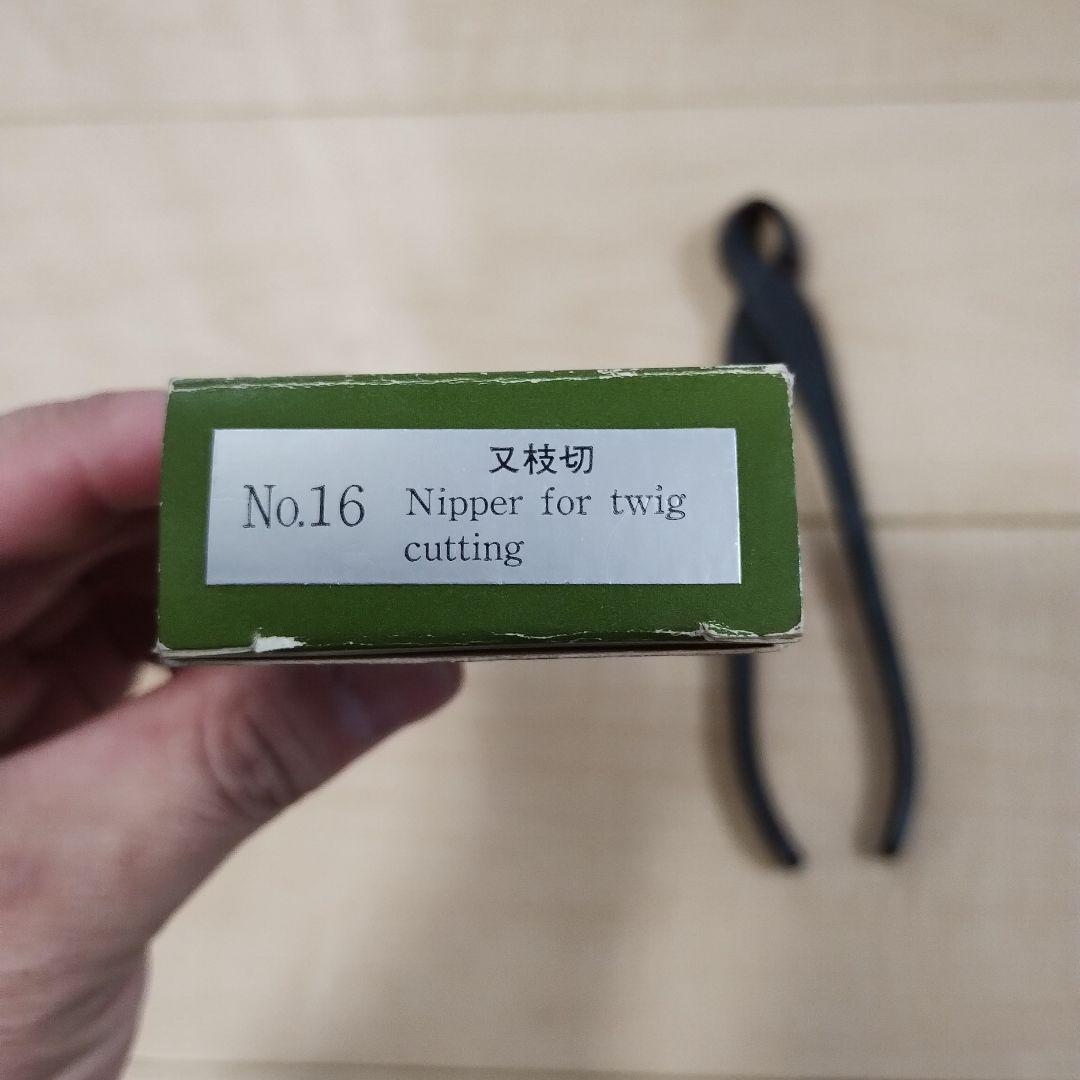 又枝切
No.16 Nipper for twig
cutting